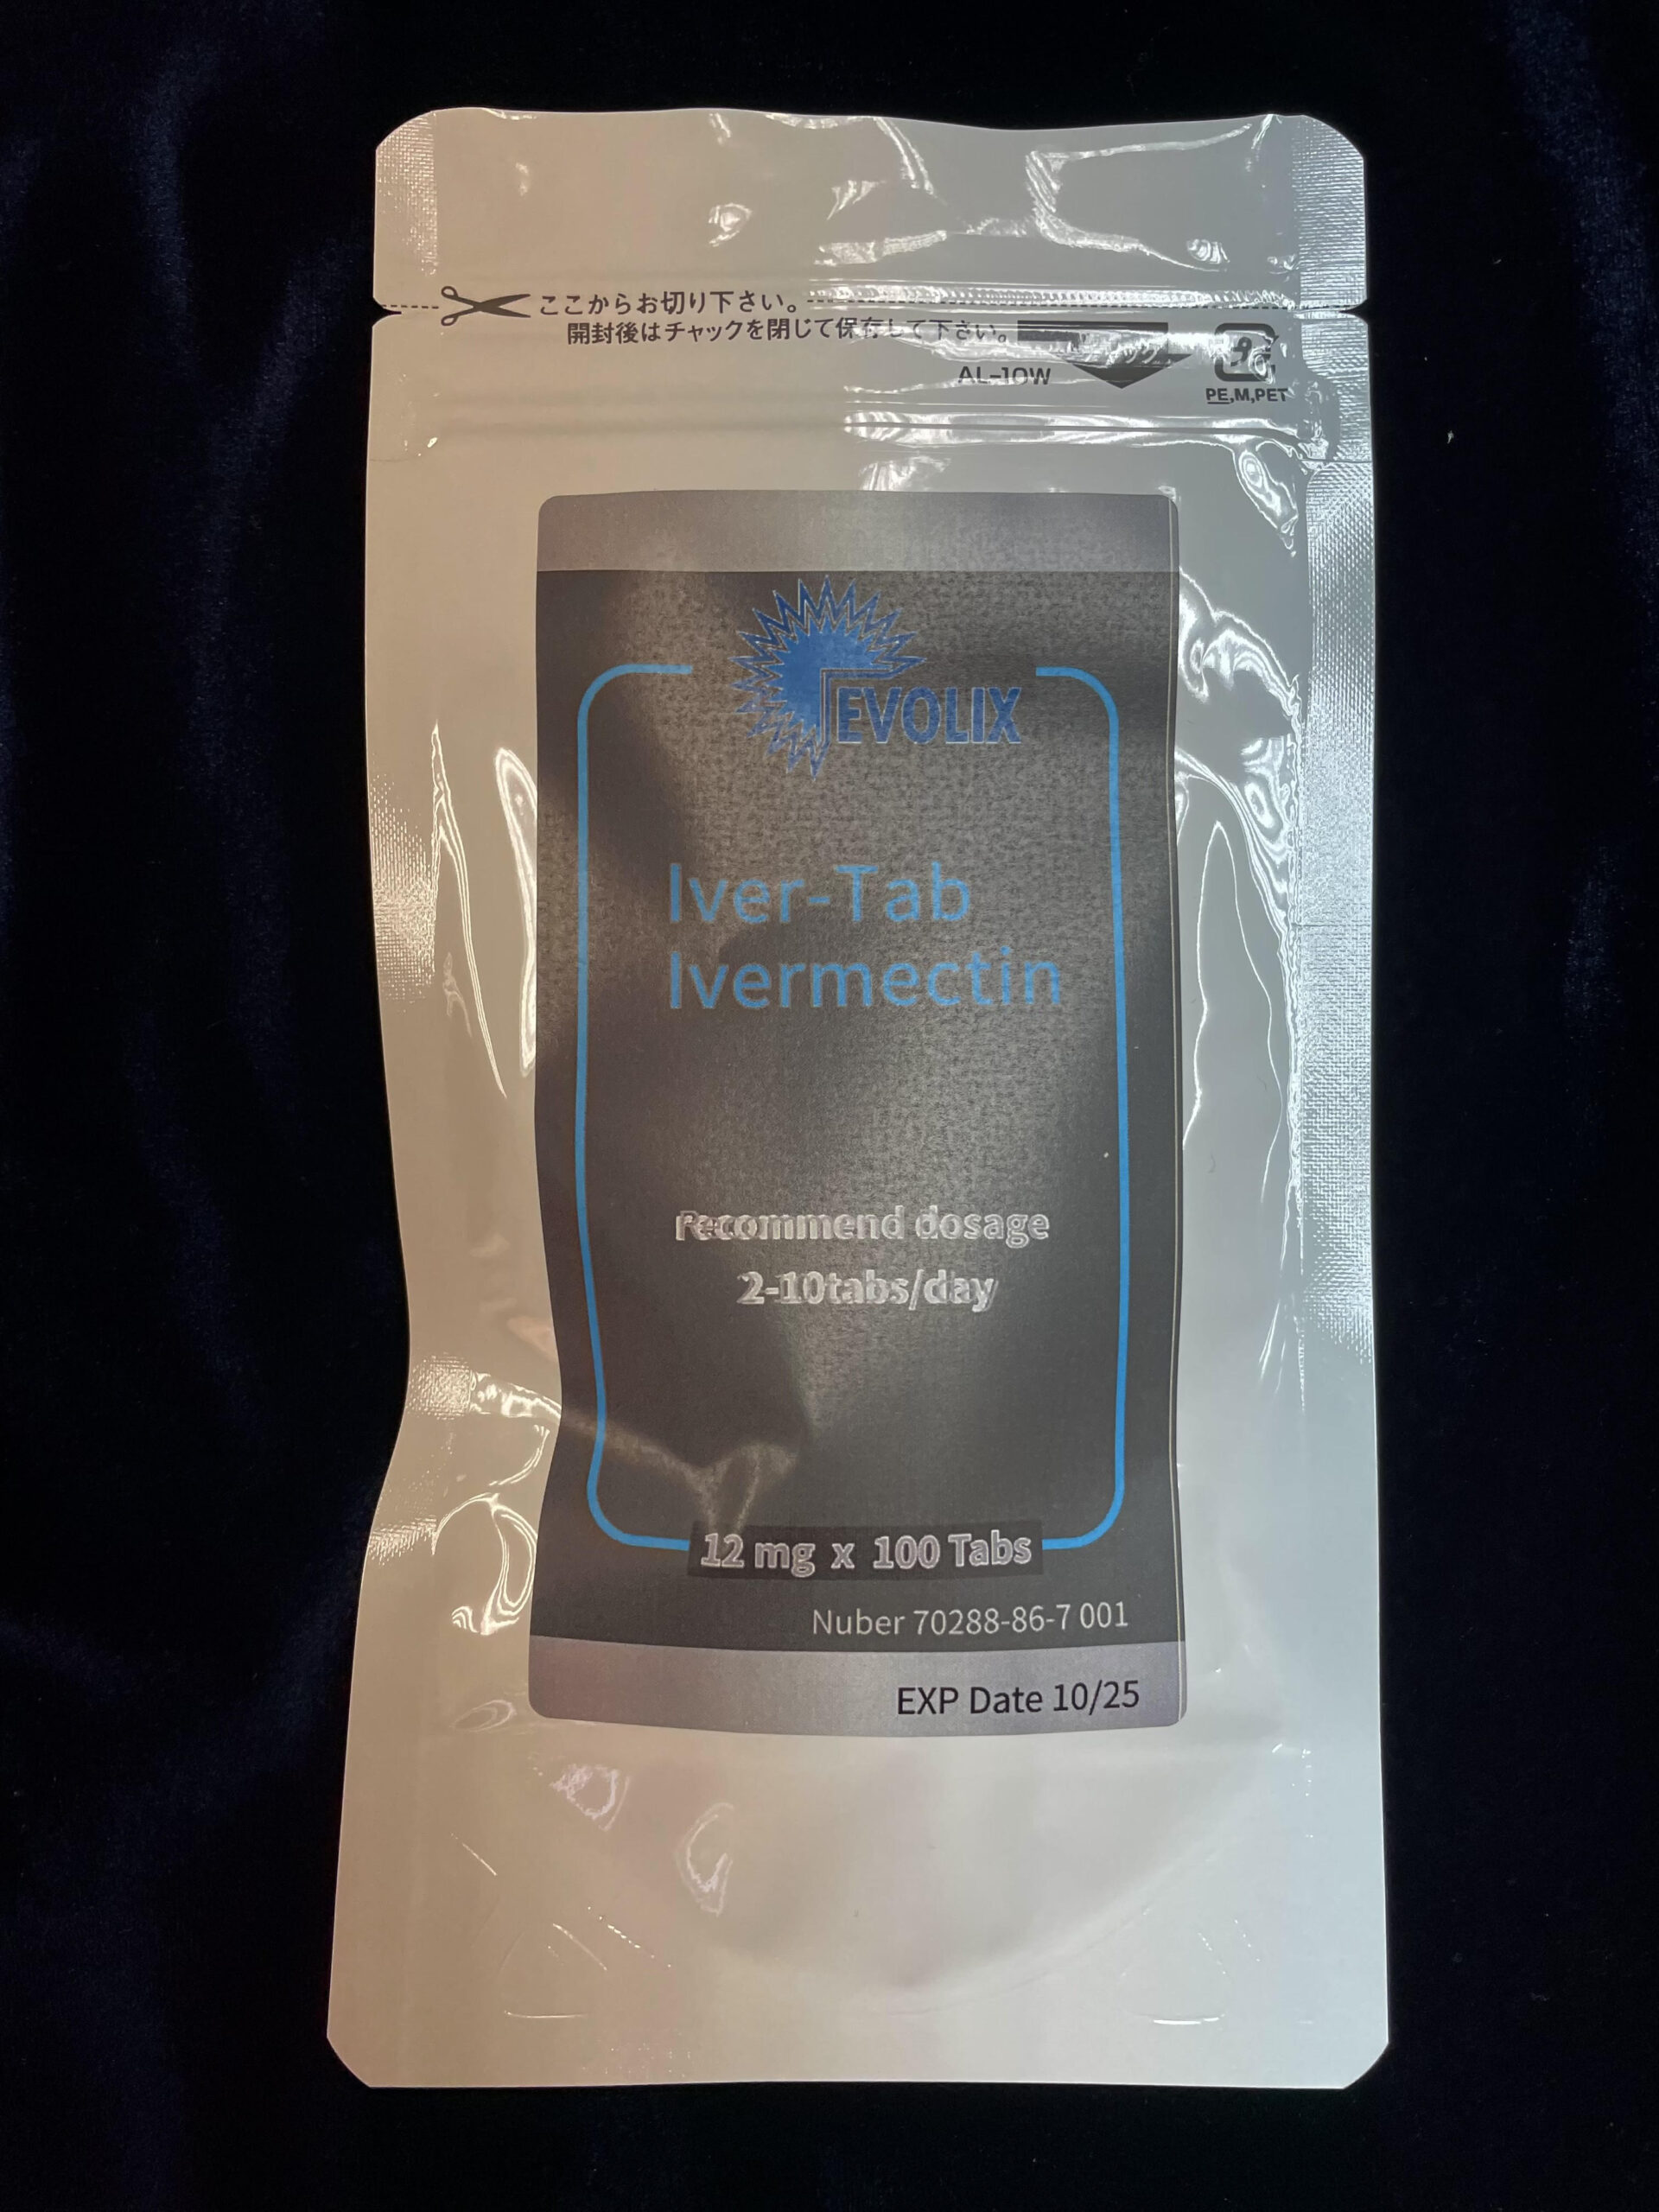 ここからお切り下さい。
開封後はチャックを閉じて保存して下さい。
AL-10W
PE,M,PET
EVOLIX
Iver-Tab
Ivermectin
recommend dosage
2-10tabs/day
12 mg x 100 Tabs
Nuber 70288-86-7 001
EXP Date 10/25